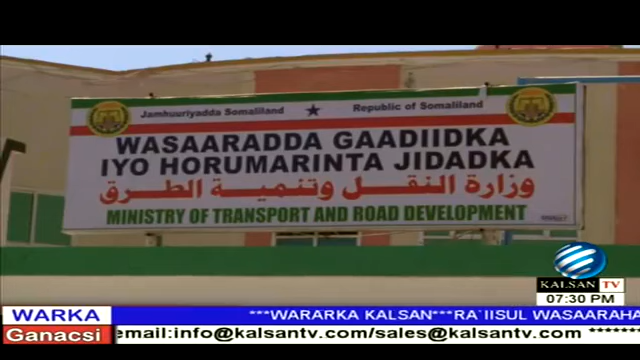 Jamhuuriyadda Somaliland ★ Republic of Somaliland
WASAARADDA GAADIIDKA
IYO HORUMARINTA JIDADKA
وزارة النقل وتنمية الطرق
MINISTRY OF TRANSPORT AND ROAD DEVELOPMENT
KALSAN TV
07:30 PM
WARKA
***WARARKA KALSAN***RA`IISUL WASAARAHA
Ganacsi
email:info@kalsantv.com/sales@kalsantv.com